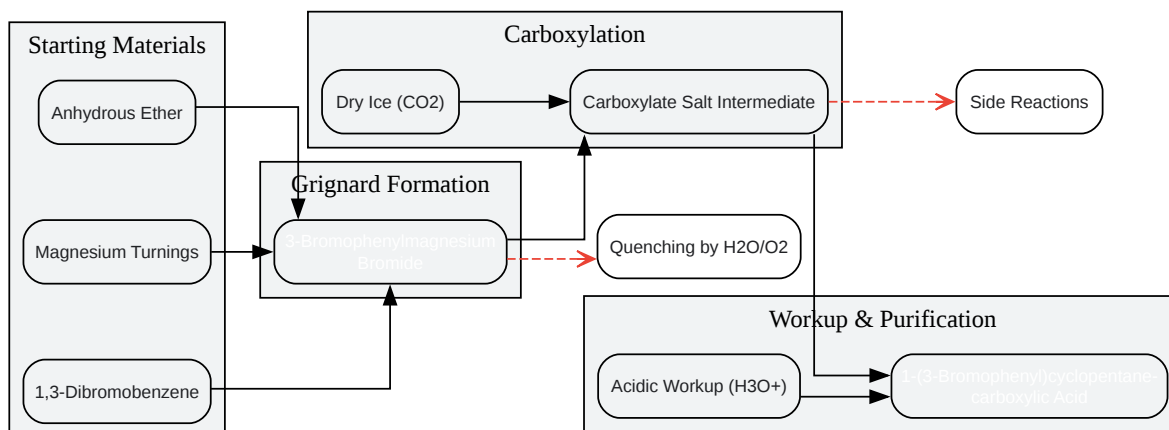 Starting Materials
Anhydrous Ether
Magnesium Turnings
1,3-Dibromobenzene
Grignard Formation
3-Bromophenylmagnesium
Bromide
Carboxylation
Dry Ice (CO2)
Carboxylate Salt Intermediate
Side Reactions
Quenching by H2O/O2
Workup & Purification
Acidic Workup (H3O+)
1-(3-Bromophenyl)cyclopentane-
carboxylic Acid